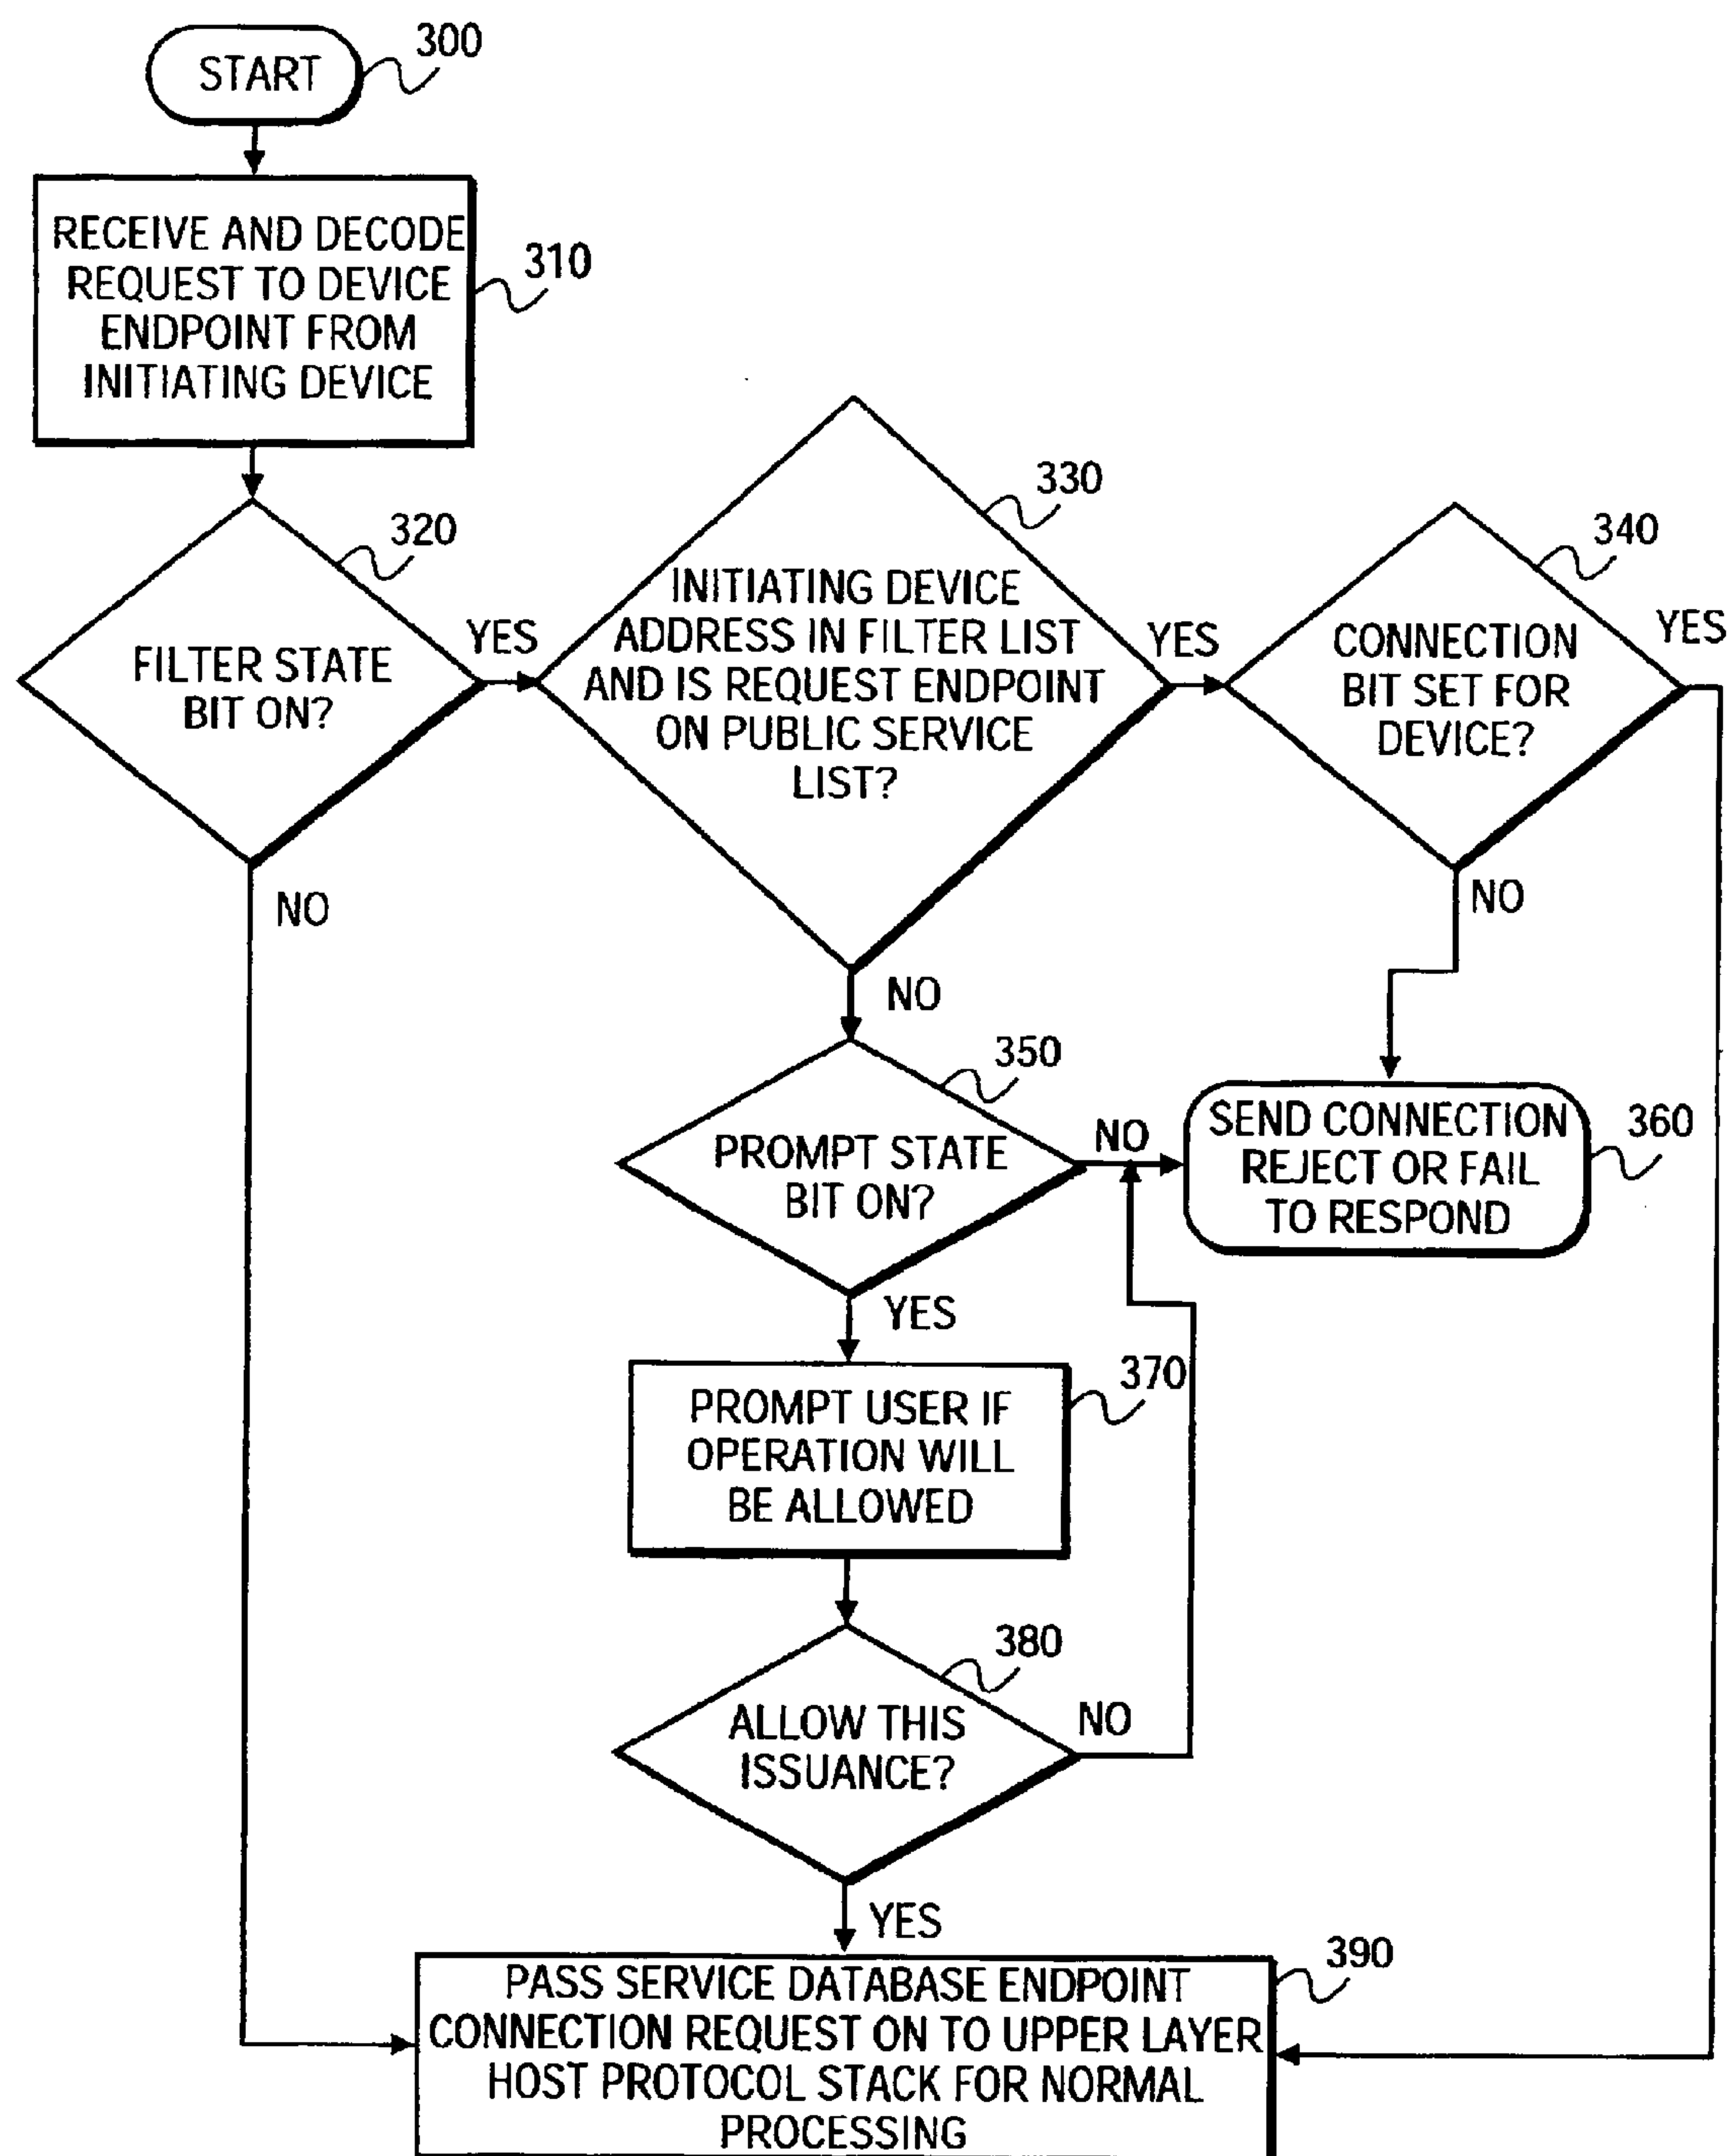 START
300
RECEIVE AND DECODE
REQUEST TO DEVICE
ENDPOINT FROM
INITIATING DEVICE
310
320
FILTER STATE
BIT ON?
YES
NO
330
INITIATING DEVICE
ADDRESS IN FILTER LIST
AND IS REQUEST ENDPOINT
ON PUBLIC SERVICE
LIST?
YES
NO
340
CONNECTION
BIT SET FOR
DEVICE?
YES
NO
350
PROMPT STATE
BIT ON?
NO
YES
SEND CONNECTION
REJECT OR FAIL
TO RESPOND
360
370
PROMPT USER IF
OPERATION WILL
BE ALLOWED
380
ALLOW THIS
ISSUANCE?
NO
YES
390
PASS SERVICE DATABASE ENDPOINT
CONNECTION REQUEST ON TO UPPER LAYER
HOST PROTOCOL STACK FOR NORMAL
PROCESSING